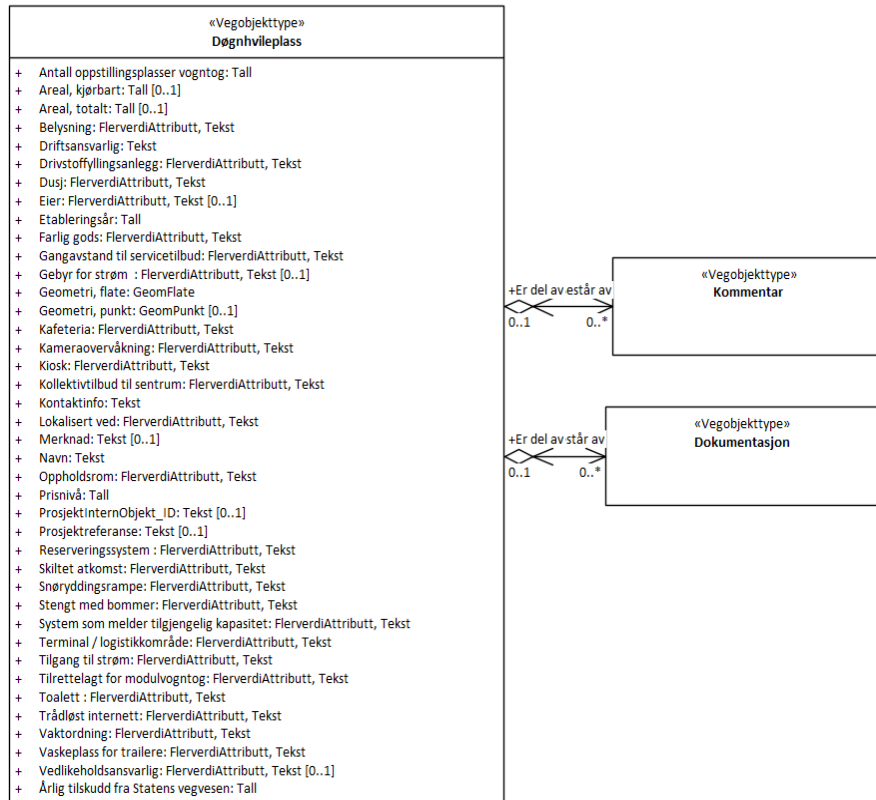 «Vegobjekttype»
Døgnhvileplass
+ Antall oppstillingsplasser vogntog: Tall
+ Areal, kjørbart: Tall [0..1]
+ Areal, totalt: Tall [0..1]
+ Belysning: FlerverdiAttributt, Tekst
+ Driftsansvarlig: Tekst
+ Drivstoffyllingsanlegg: FlerverdiAttributt, Tekst
+ Dusj: FlerverdiAttributt, Tekst
+ Eier: FlerverdiAttributt, Tekst [0..1]
+ Etableringsår: Tall
+ Farlig gods: FlerverdiAttributt, Tekst
+ Gangavstand til servicetilbud: FlerverdiAttributt, Tekst
+ Gebyr for strøm : FlerverdiAttributt, Tekst [0..1]
+ Geometri, flate: GeomFlate
+ Geometri, punkt: GeomPunkt [0..1]
+ Kafeteria: FlerverdiAttributt, Tekst
+ Kameraovervåkning: FlerverdiAttributt, Tekst
+ Kiosk: FlerverdiAttributt, Tekst
+ Kollektivtilbud til sentrum: FlerverdiAttributt, Tekst
+ Kontaktinfo: Tekst
+ Lokalisert ved: FlerverdiAttributt, Tekst
+ Merknad: Tekst [0..1]
+ Navn: Tekst
+ Oppholdsrom: FlerverdiAttributt, Tekst
+ Prisnivå: Tall
+ ProsjektInternObjekt_ID: Tekst [0..1]
+ Prosjektreferanse: Tekst [0..1]
+ Reserveringssystem : FlerverdiAttributt, Tekst
+ Skiltet atkomst: FlerverdiAttributt, Tekst
+ Snøryddingsrampe: FlerverdiAttributt, Tekst
+ Stengt med bommer: FlerverdiAttributt, Tekst
+ System som melder tilgjengelig kapasitet: FlerverdiAttributt, Tekst
+ Terminal / logistikkområde: FlerverdiAttributt, Tekst
+ Tilgang til strøm: FlerverdiAttributt, Tekst
+ Tilrettelagt for modulvogntog: FlerverdiAttributt, Tekst
+ Toalett : FlerverdiAttributt, Tekst
+ Trådløst internett: FlerverdiAttributt, Tekst
+ Vaktordning: FlerverdiAttributt, Tekst
+ Vaskeplass for trailere: FlerverdiAttributt, Tekst
+ Vedlikeholdsansvarlig: FlerverdiAttributt, Tekst [0..1]
+ Årlig tilskudd fra Statens vegvesen: Tall
+Er del av estår av
0..1 0..*
«Vegobjekttype»
Kommentar
+Er del av står av
0..1 0..*
«Vegobjekttype»
Dokumentasjon